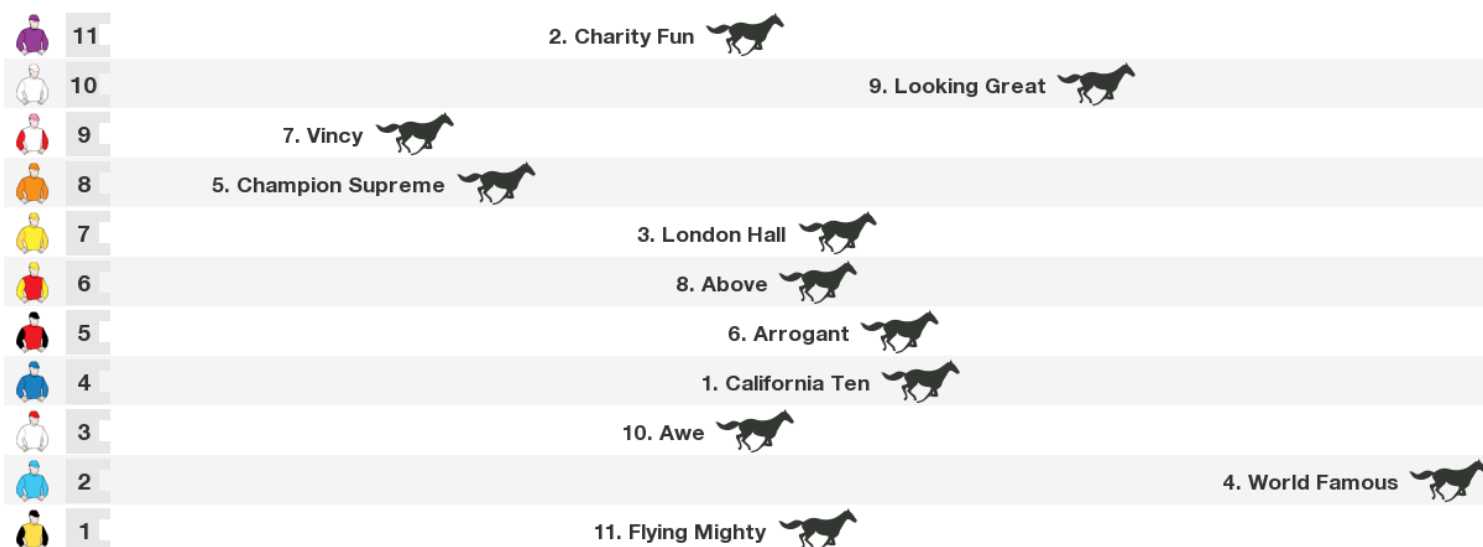 11 2. Charity Fun
10 9. Looking Great
9 7. Vincy
8 5. Champion Supreme
7 3. London Hall
6 8. Above
5 6. Arrogant
4 1. California Ten
3 10. Awe
2 4. World Famous
1 11. Flying Mighty